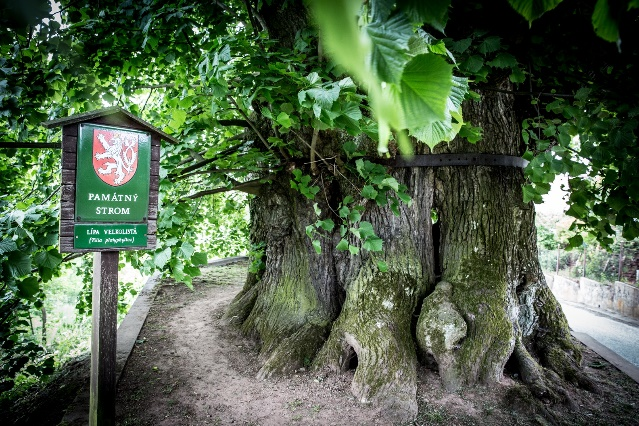 PAMÁTNÝ
STROM
LÍPA VELKOLISTÁ
(Tilia platyphyllos)